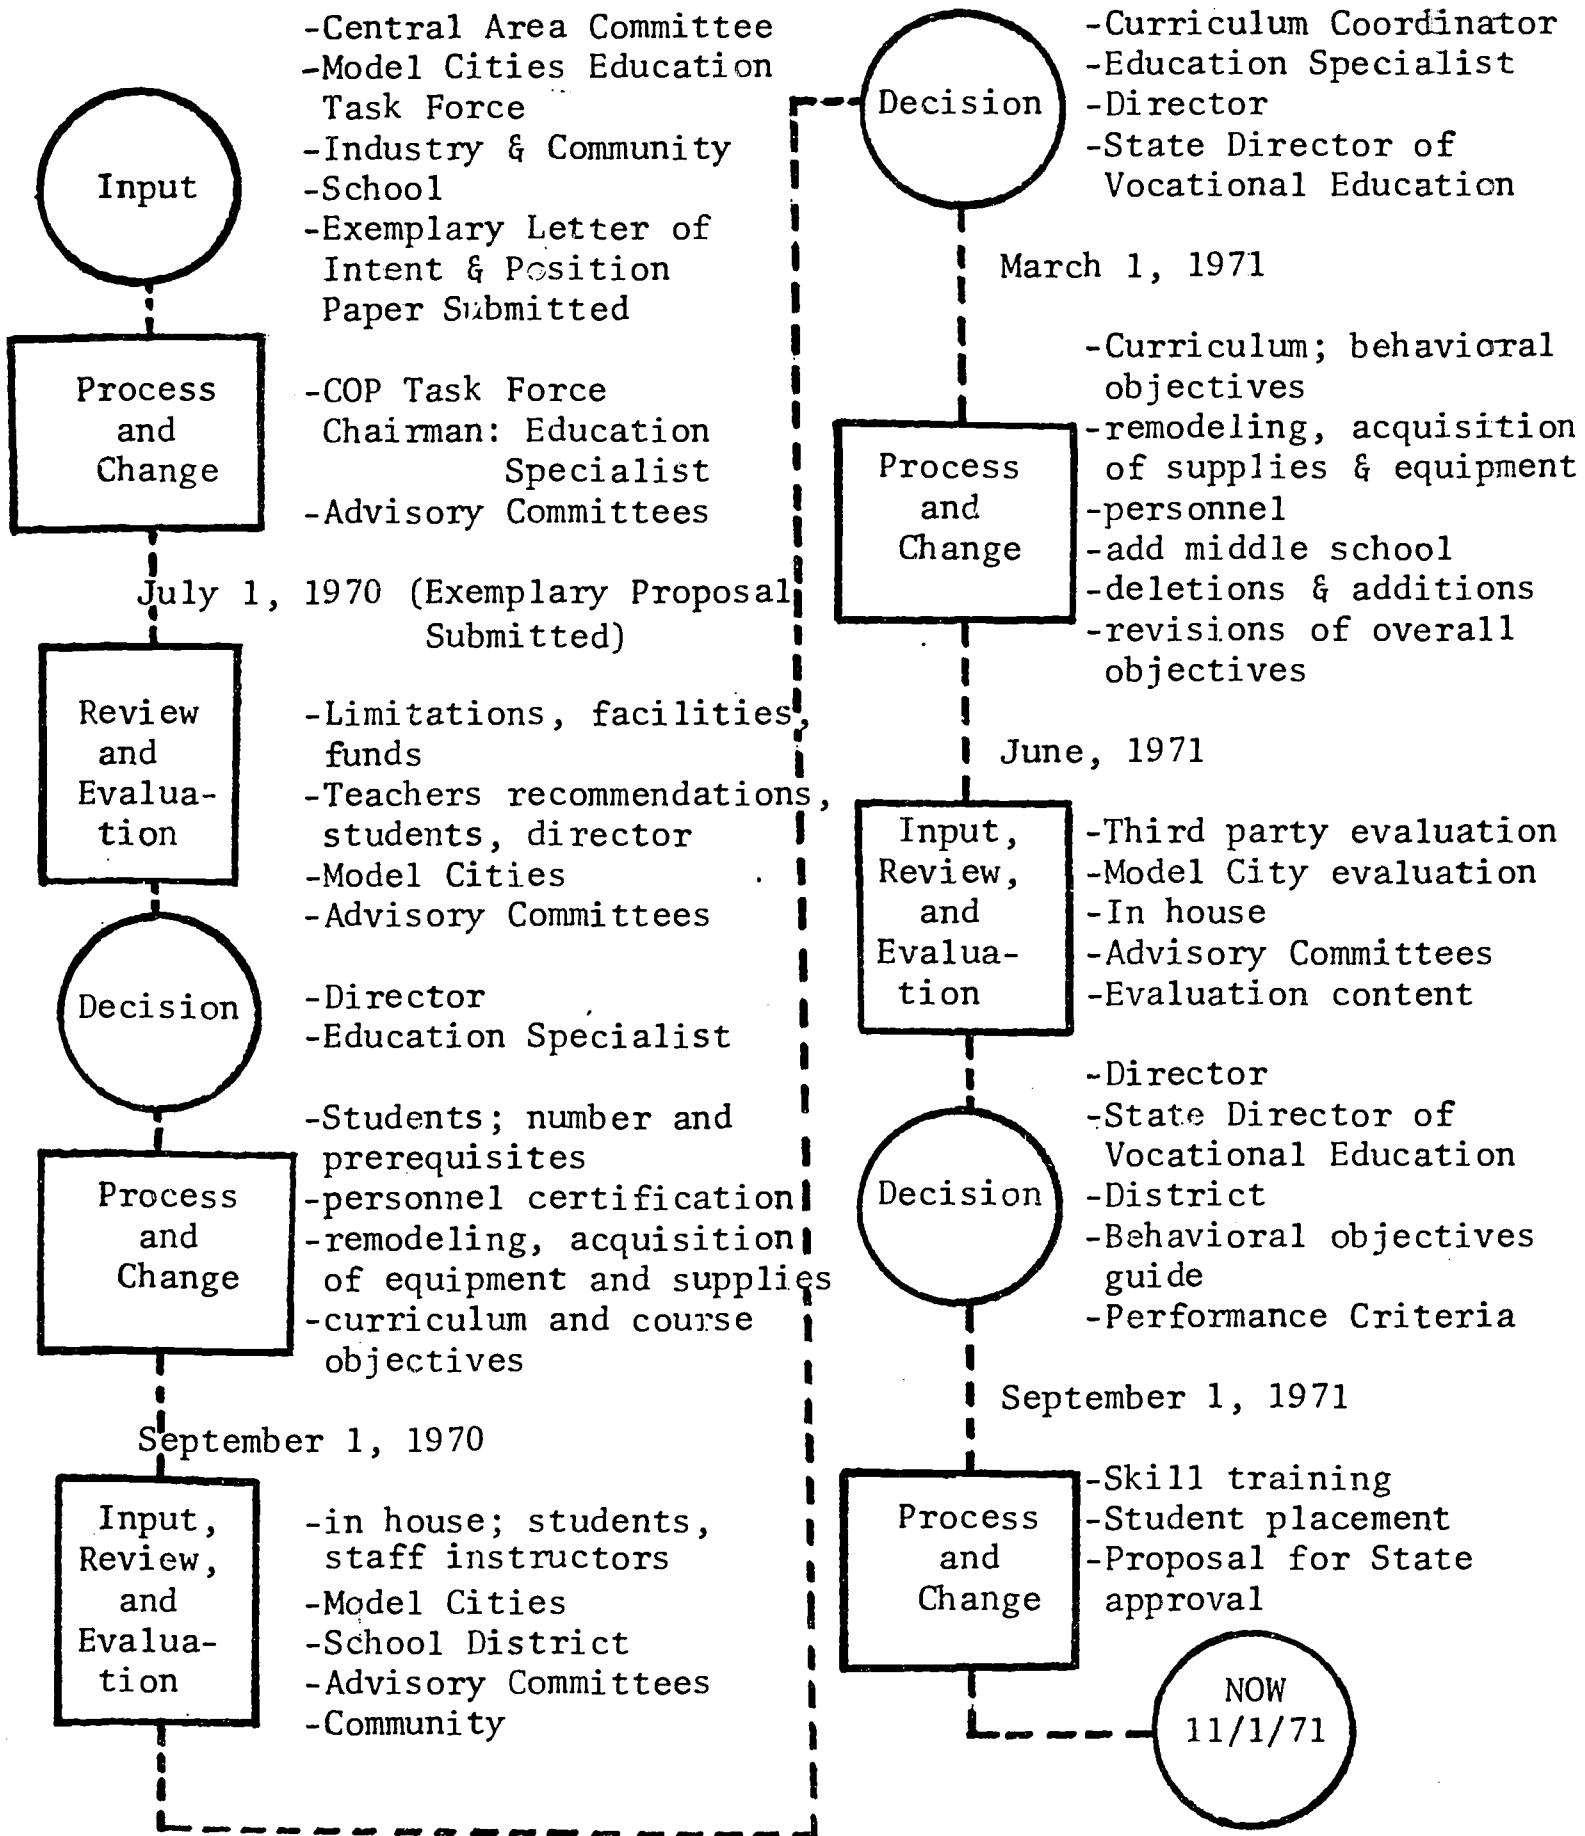 -Central Area Committee
-Model Cities Education
Task Force
-Industry & Community
-School
-Exemplary Letter of
Intent & Position
Paper Submitted
Input
Process
and
Change
-COP Task Force
Chairman: Education
Specialist
-Advisory Committees
July 1, 1970 (Exemplary Proposal
Submitted)
Review
and
Evalua-
tion
-Limitations, facilities,
funds
-Teachers recommendations,
students, director
-Model Cities
-Advisory Committees
Decision
-Director
-Education Specialist
Process
and
Change
-Students; number and
prerequisites
-personnel certification
-remodeling, acquisition
of equipment and supplies
-curriculum and course
objectives
September 1, 1970
Input,
Review,
and
Evalua-
tion
-in house; students,
staff instructors
-Model Cities
-School District
-Advisory Committees
-Community
Decision
-Curriculum Coordinator
-Education Specialist
-Director
-State Director of
Vocational Education
March 1, 1971
Process
and
Change
-Curriculum; behavioral
objectives
-remodeling, acquisition
of supplies & equipment
-personnel
-add middle school
-deletions & additions
-revisions of overall
objectives
June, 1971
Input,
Review,
and
Evalua-
tion
-Third party evaluation
-Model City evaluation
-In house
-Advisory Committees
-Evaluation content
Decision
-Director
-State Director of
Vocational Education
-District
-Behavioral objectives
guide
-Performance Criteria
September 1, 1971
Process
and
Change
-Skill training
-Student placement
-Proposal for State
approval
NOW
11/1/71